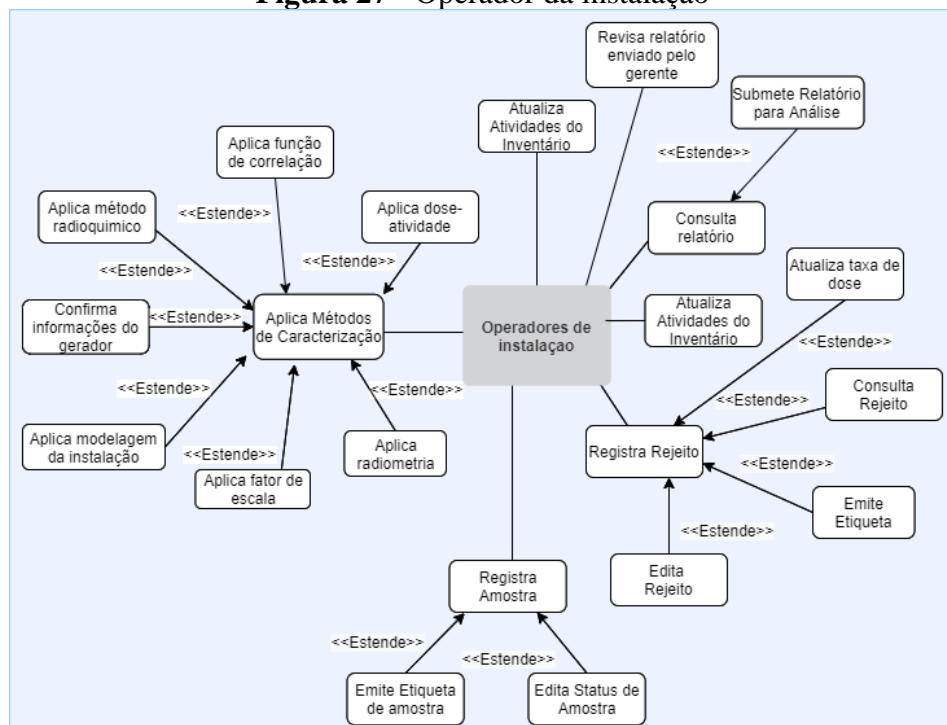 Figura 27 - Operador da instalação
Revisa relatório
enviado pelo
gerente
Submete Relatório
para Análise
Atualiza
Atividades do
Inventário
Aplica função
de correlação
<<Estende>>
<<Estende>>
Aplica método
radioquimico
Aplica dose-
atividade
Consulta
relatório
<<Estende>>
<<Estende>>
Atualiza taxa de
dose
Confirma
informações do
gerador
<<Estende>>
Aplica Métodos
de Caracterização
Operadores de
instalaçao
Atualiza
Atividades do
Inventário
<<Estende>>
<<Estende>>
<<Estende>>
Consulta
Rejeito
<<Estende>>
Aplica modelagem
da instalação
<<Estende>>
Aplica
radiometria
Registra Rejeito
<<Estende>>
Aplica fator de
escala
Emite
Etiqueta
<<Estende>>
Registra
Amostra
Edita
Rejeito
<<Estende>>
<<Estende>>
Emite Etiqueta
de amostra
Edita Status de
Amostra